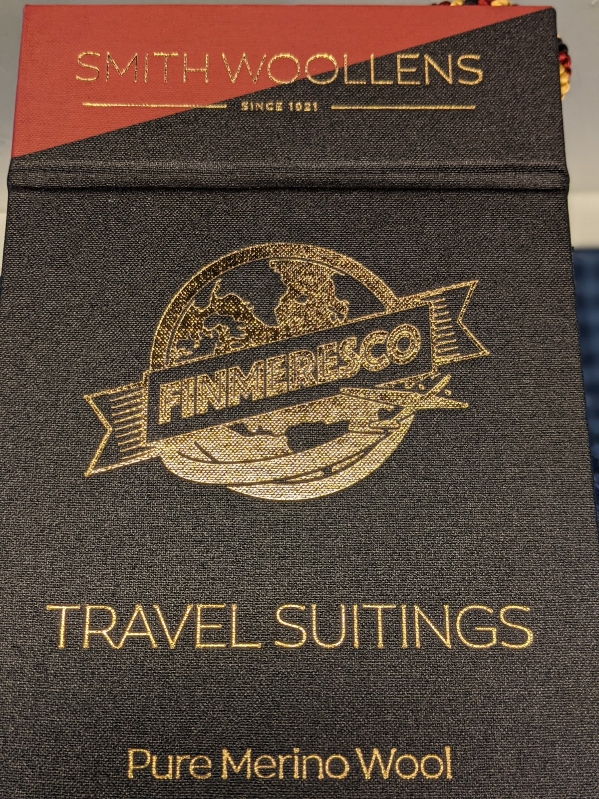 SMITH WOOLLENS
SINCE 1921
FINMERESCO
TRAVEL SUITINGS
Pure Merino Wool